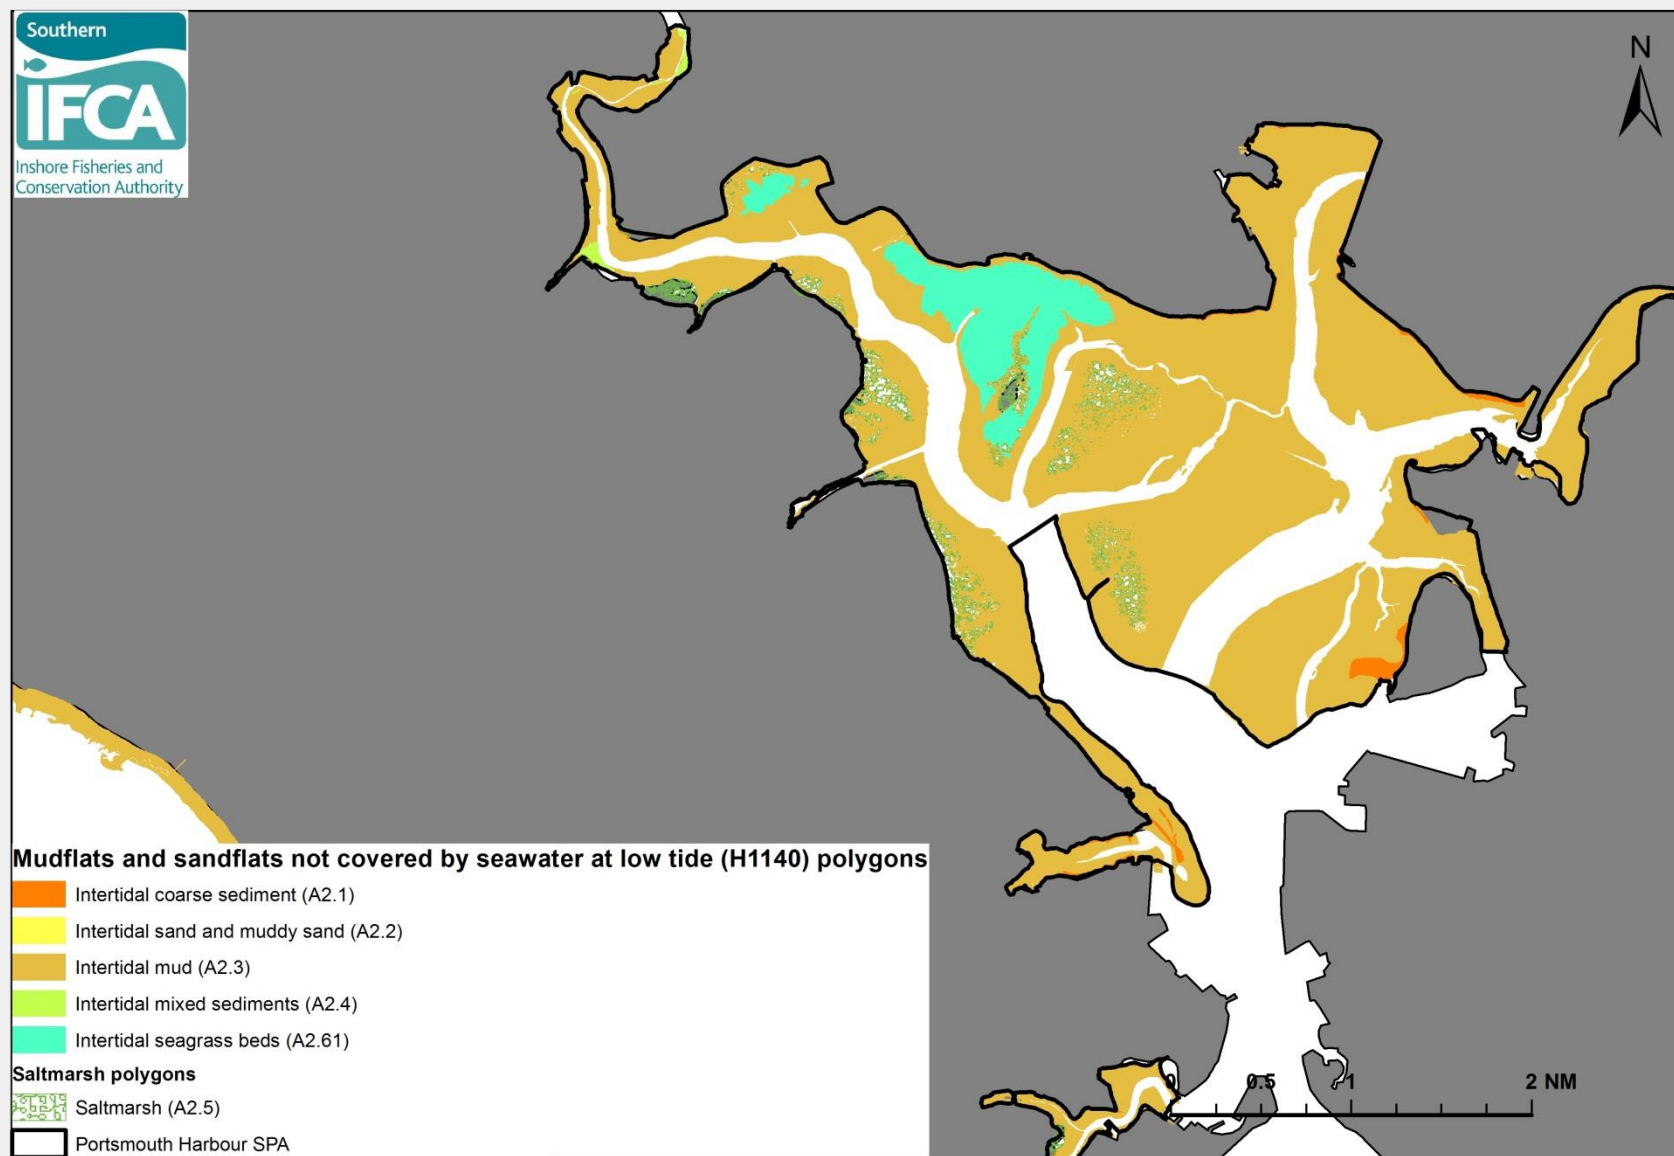 Southern
IFCA
Inshore Fisheries and
Conservation Authority
N
Mudflats and sandflats not covered by seawater at low tide (H1140) polygons
Intertidal coarse sediment (A2.1)
Intertidal sand and muddy sand (A2.2)
Intertidal mud (A2.3)
Intertidal mixed sediments (A2.4)
Intertidal seagrass beds (A2.61)
Saltmarsh polygons
Saltmarsh (A2.5)
Portsmouth Harbour SPA
0 0.5 1 2 NM